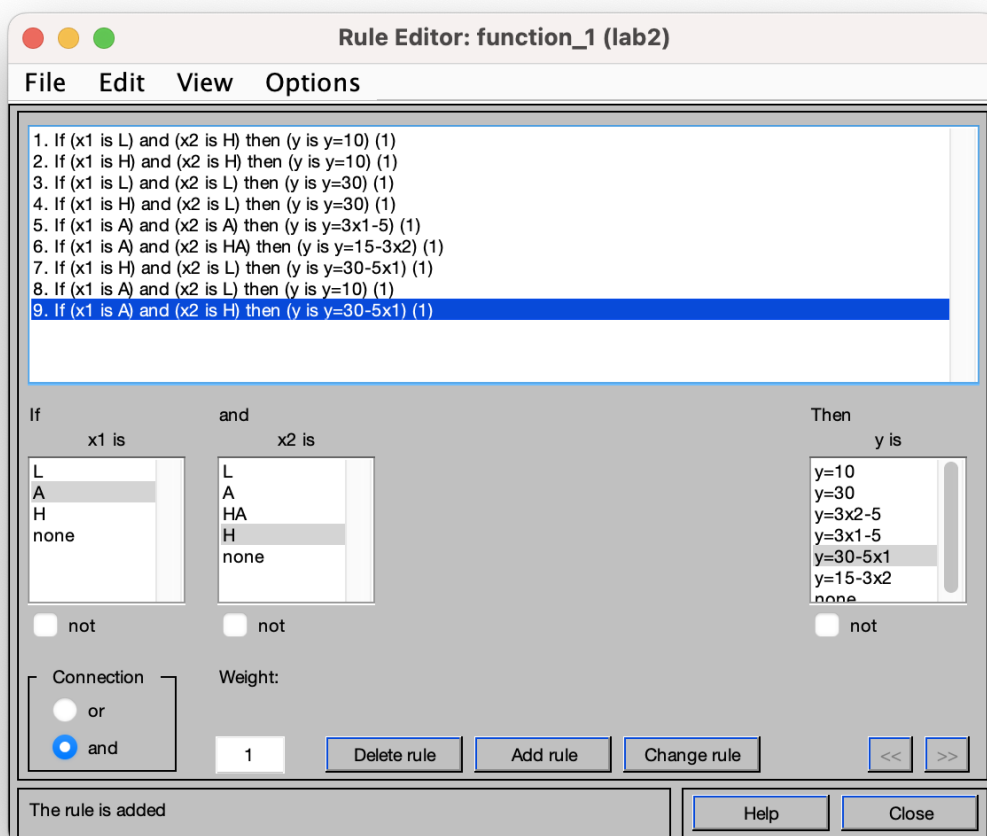 Rule Editor: function_1 (lab2)
File Edit View Options
1. If (x1 is L) and (x2 is H) then (y is y=10) (1)
2. If (x1 is H) and (x2 is H) then (y is y=10) (1)
3. If (x1 is L) and (x2 is L) then (y is y=30) (1)
4. If (x1 is H) and (x2 is L) then (y is y=30) (1)
5. If (x1 is A) and (x2 is A) then (y is y=3x1-5) (1)
6. If (x1 is A) and (x2 is HA) then (y is y=15-3x2) (1)
7. If (x1 is H) and (x2 is L) then (y is y=30-5x1) (1)
8. If (x1 is A) and (x2 is L) then (y is y=10) (1)
9. If (x1 is A) and (x2 is H) then (y is y=30-5x1) (1)
If
x1 is
L
A
H
none
not
and
x2 is
L
A
HA
H
none
not
Then
y is
y=10
y=30
y=3x2-5
y=3x1-5
y=30-5x1
y=15-3x2
none
not
Connection
or
and
Weight:
1
Delete rule
Add rule
Change rule
<<
>>
The rule is added
Help
Close